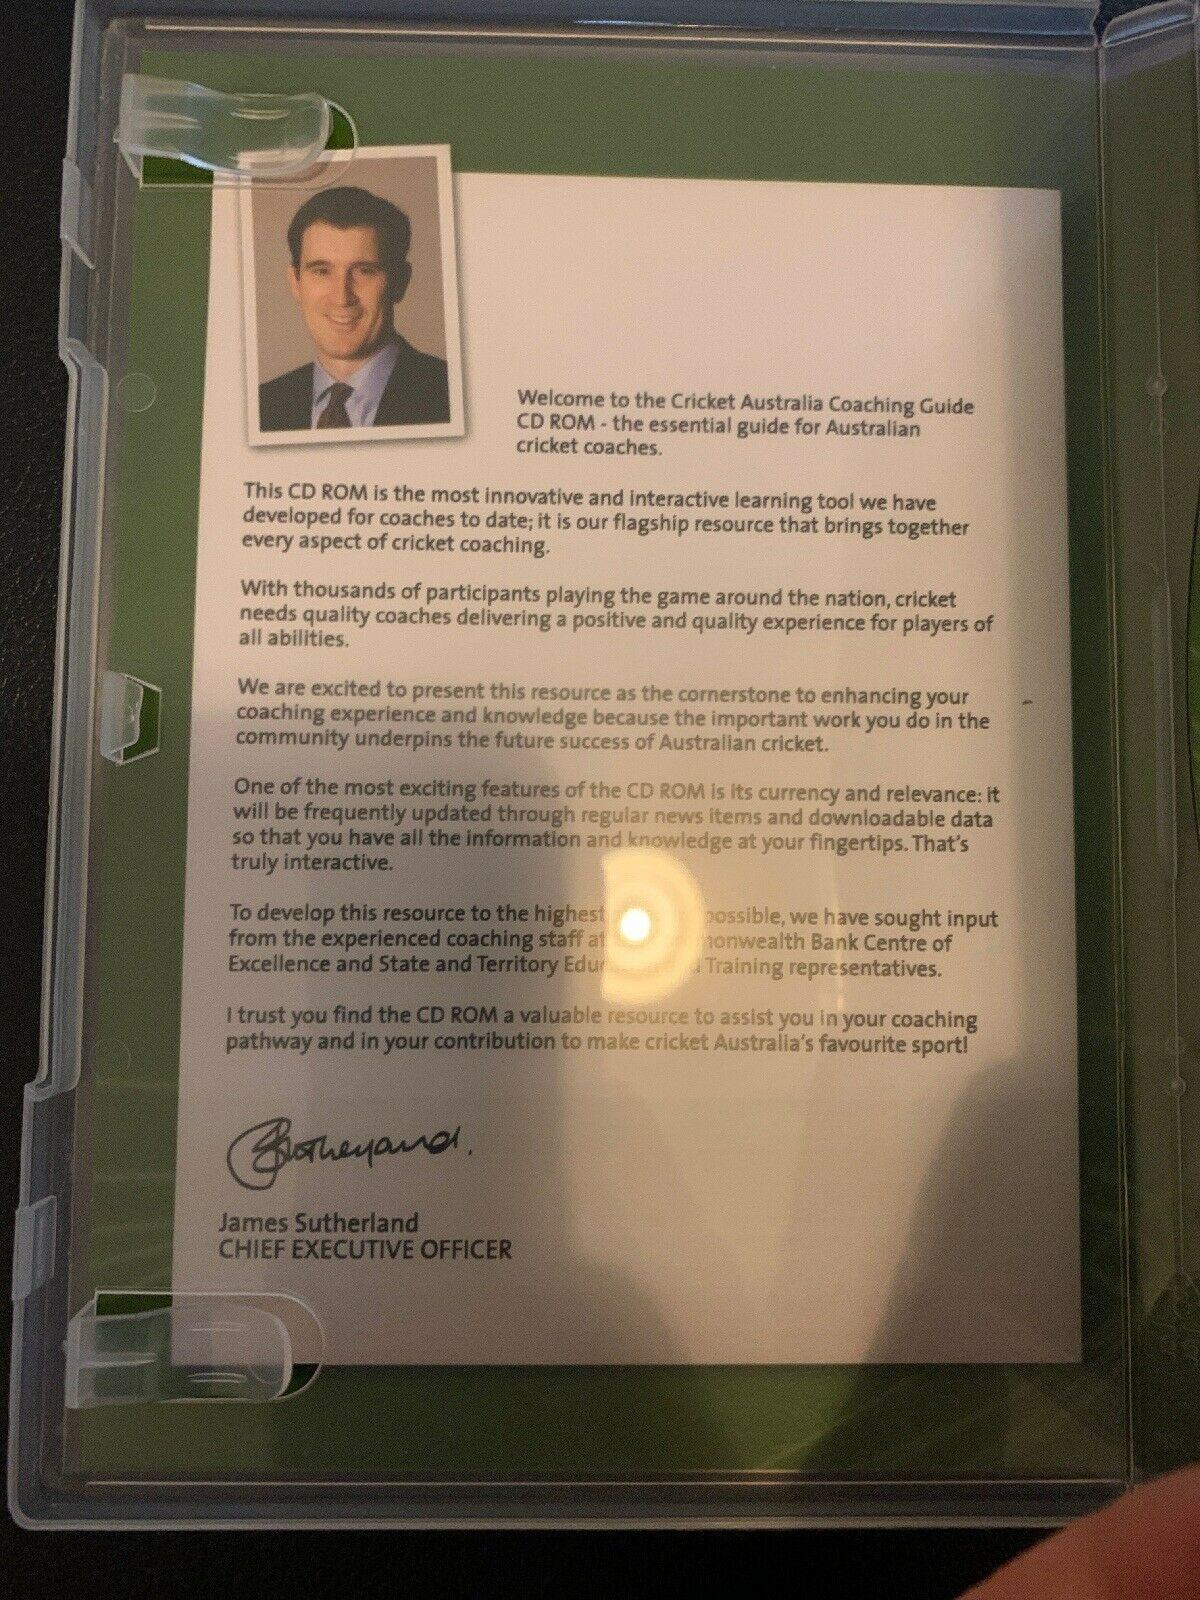 Welcome to the Cricket Australia Coaching Guide
CD ROM - the essential guide for Australian
cricket coaches.
This CD ROM is the most innovative and interactive learning tool we have
developed for coaches to date; it is our flagship resource that brings together
every aspect of cricket coaching.
With thousands of participants playing the game around the nation, cricket
needs quality coaches delivering a positive and quality experience for players of
all abilities.
We are excited to present this resource as the cornerstone to enhancing your
coaching experience and knowledge because the important work you do in the
community underpins the future success of Australian cricket.
One of the most exciting features of the CD ROM is its currency and relevance: it
will be frequently updated through regular news items and downloadable data
so that you have all the information and knowledge at your fingertips. That's
truly interactive.
To develop this resource to the highest possible, we have sought input
from the experienced coaching staff at Bank Centre of
Excellence and State and Territory Training representatives.
I trust you find the CD ROM a valuable resource to assist you in your coaching
pathway and in your contribution to make cricket Australia's favourite sport!
James Sutherland
CHIEF EXECUTIVE OFFICER